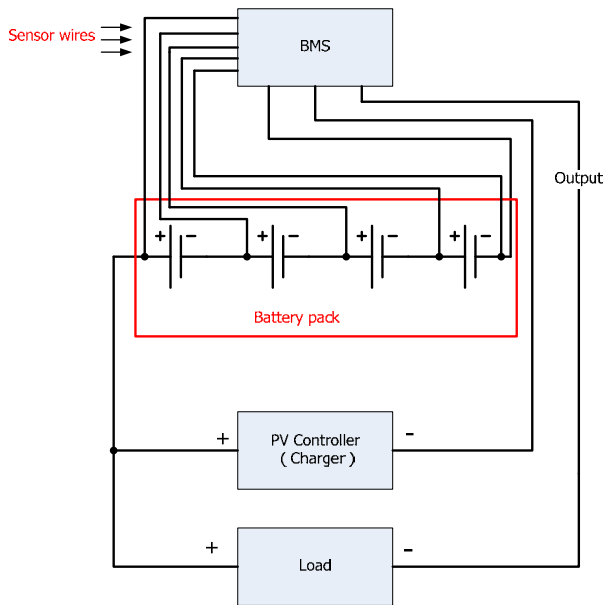 Sensor wires
BMS
Output
+ - + - + - + -
Battery pack
+ PV Controller -
( Charger )
+ Load -